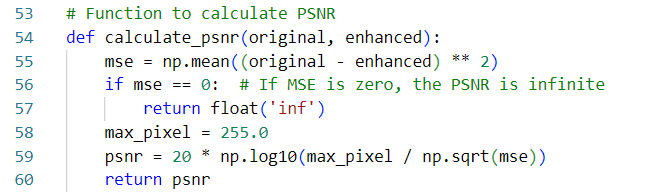 53 # Function to calculate PSNR
54 def calculate_psnr(original, enhanced):
55     mse = np.mean((original - enhanced) ** 2)
56     if mse == 0:  # If MSE is zero, the PSNR is infinite
57         return float('inf')
58     max_pixel = 255.0
59     psnr = 20 * np.log10(max_pixel / np.sqrt(mse))
60     return psnr